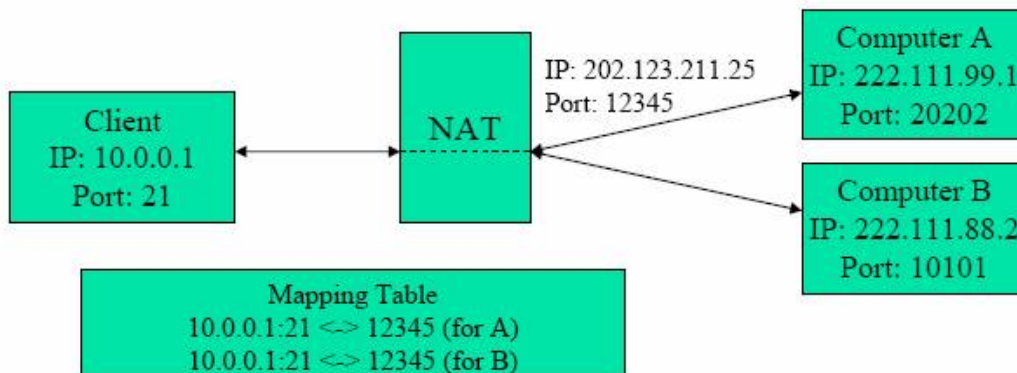 Client
IP: 10.0.0.1
Port: 21
NAT
IP: 202.123.211.25
Port: 12345
Computer A
IP: 222.111.99.1
Port: 20202
Computer B
IP: 222.111.88.2
Port: 10101
Mapping Table
10.0.0.1:21 <-> 12345 (for A)
10.0.0.1:21 <-> 12345 (for B)